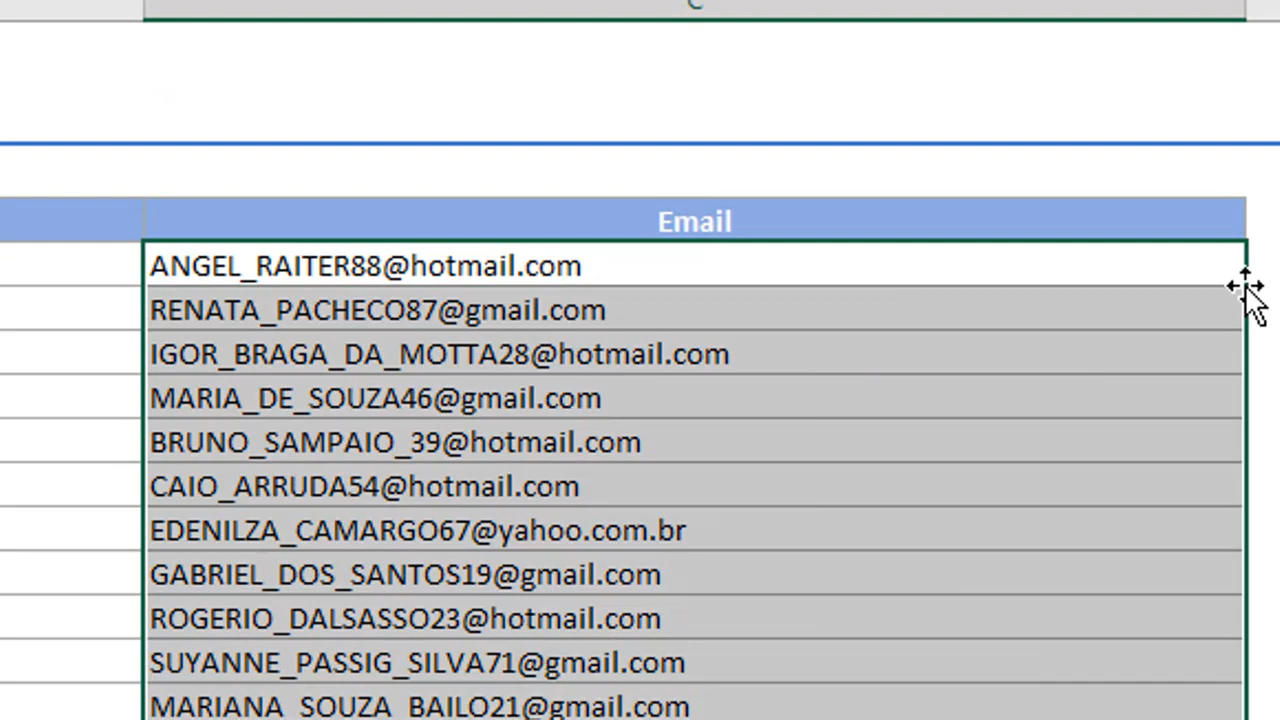 C
Email
ANGEL_RAITER88@hotmail.com
RENATA_PACHECO87@gmail.com
IGOR_BRAGA_DA_MOTTA28@hotmail.com
MARIA_DE_SOUZA46@gmail.com
BRUNO_SAMPAIO_39@hotmail.com
CAIO_ARRUDA54@hotmail.com
EDENILZA_CAMARGO67@yahoo.com.br
GABRIEL_DOS_SANTOS19@gmail.com
ROGERIO_DALSASSO23@hotmail.com
SUYANNE_PASSIG_SILVA71@gmail.com
MARIANA_SOUZA_BAILO21@gmail.com